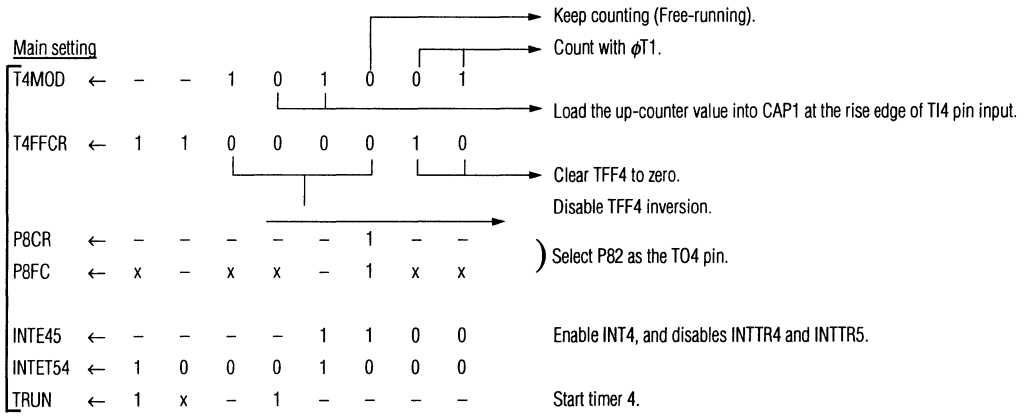 Keep counting (Free-running).
Main setting
Count with ϕT1.
T4MOD ← – – 1 0 1 0 0 1
Load the up-counter value into CAP1 at the rise edge of TI4 pin input.
T4FFCR ← 1 1 0 0 0 0 1 0
Clear TFF4 to zero.
Disable TFF4 inversion.
P8CR ← – – – – – 1 – –
P8FC ← x – x x – 1 x x
) Select P82 as the TO4 pin.
INTE45 ← – – – – 1 1 0 0 Enable INT4, and disables INTTR4 and INTTR5.
INTET54 ← 1 0 0 0 1 0 0 0
TRUN ← 1 x – 1 – – – – Start timer 4.